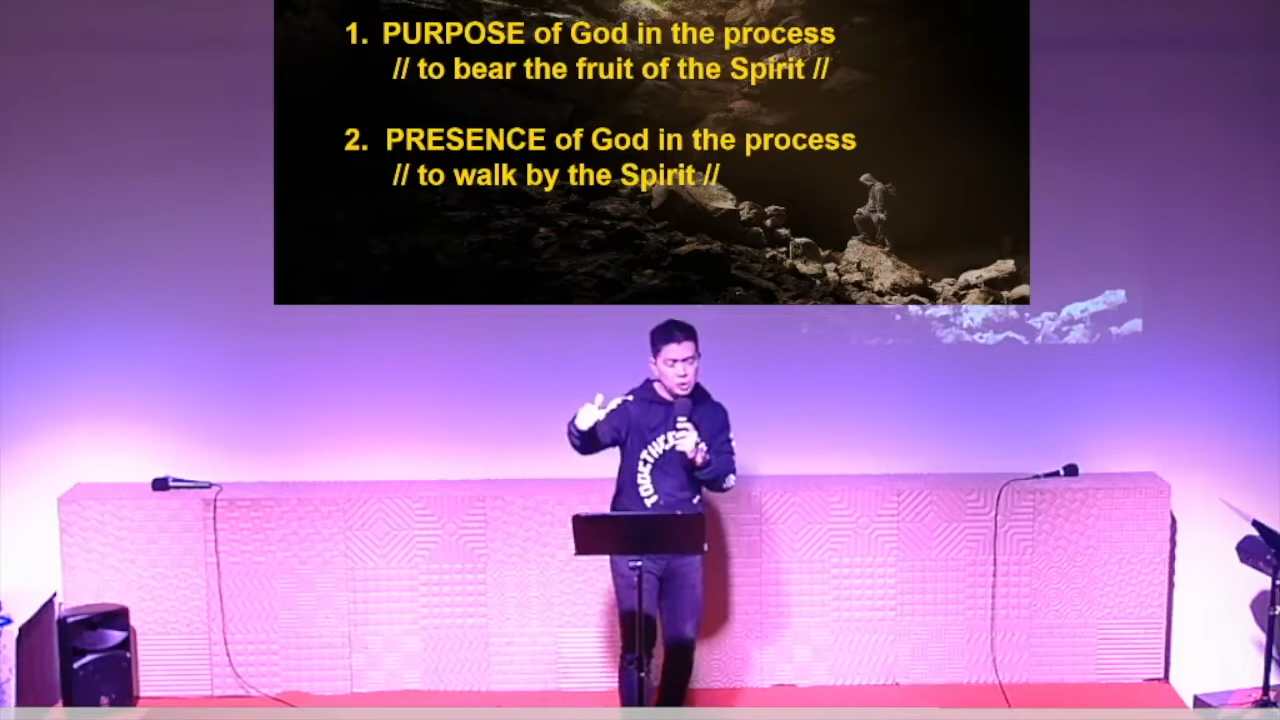 1. PURPOSE of God in the process
// to bear the fruit of the Spirit //
2. PRESENCE of God in the process
// to walk by the Spirit //